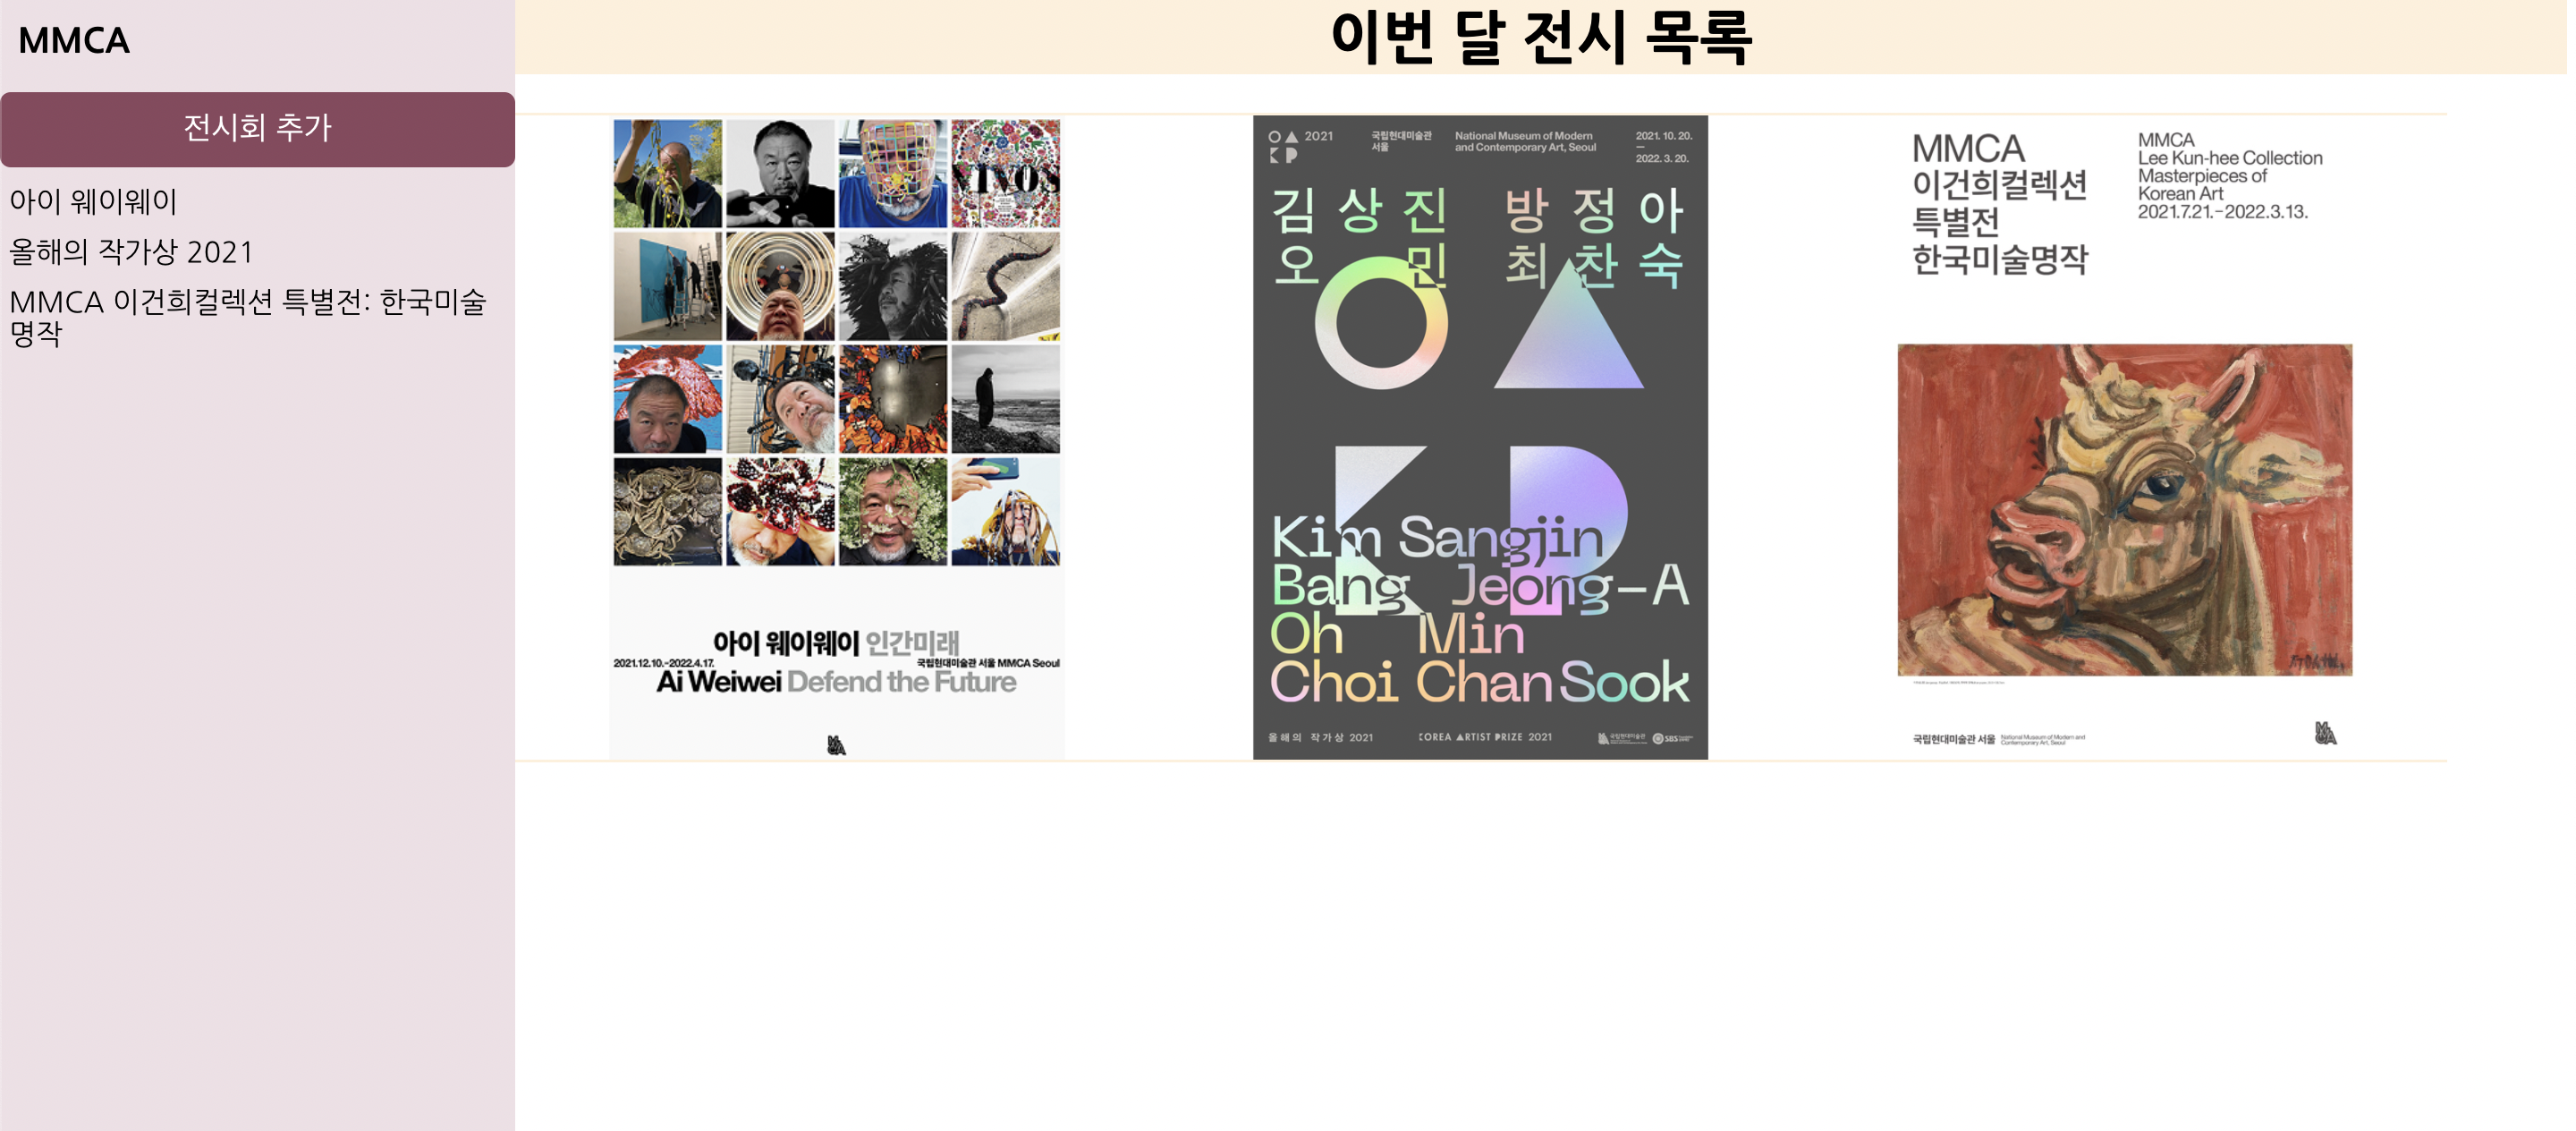 MMCA
전시회 추가
아이 웨이웨이
올해의 작가상 2021
MMCA 이건희컬렉션 특별전: 한국미술
명작
이번 달 전시 목록
VIVOS
아이 웨이웨이 인간미래
2021.12.10.-2022.4.17.
국립현대미술관 서울 MMCA Seoul
Ai Weiwei Defend the Future
2021
국립현대미술관
서울
National Museum of Modern
and Contemporary Art, Seoul
2021. 10. 20.
—
2022. 3. 20.
김 상 진 방 정 아
오 민 최 찬 숙
Kim Sangjin
Bang Jeong-A
Oh Min
Choi Chan Sook
올해의 작가상 2021
KOREA ARTIST PRIZE 2021
국립현대미술관
SBS
MMCA
이건희컬렉션
특별전
한국미술명작
MMCA
Lee Kun-hee Collection
Masterpieces of
Korean Art
2021.7.21.-2022.3.13.
국립현대미술관 서울
National Museum of Modern and
Contemporary Art, Seoul